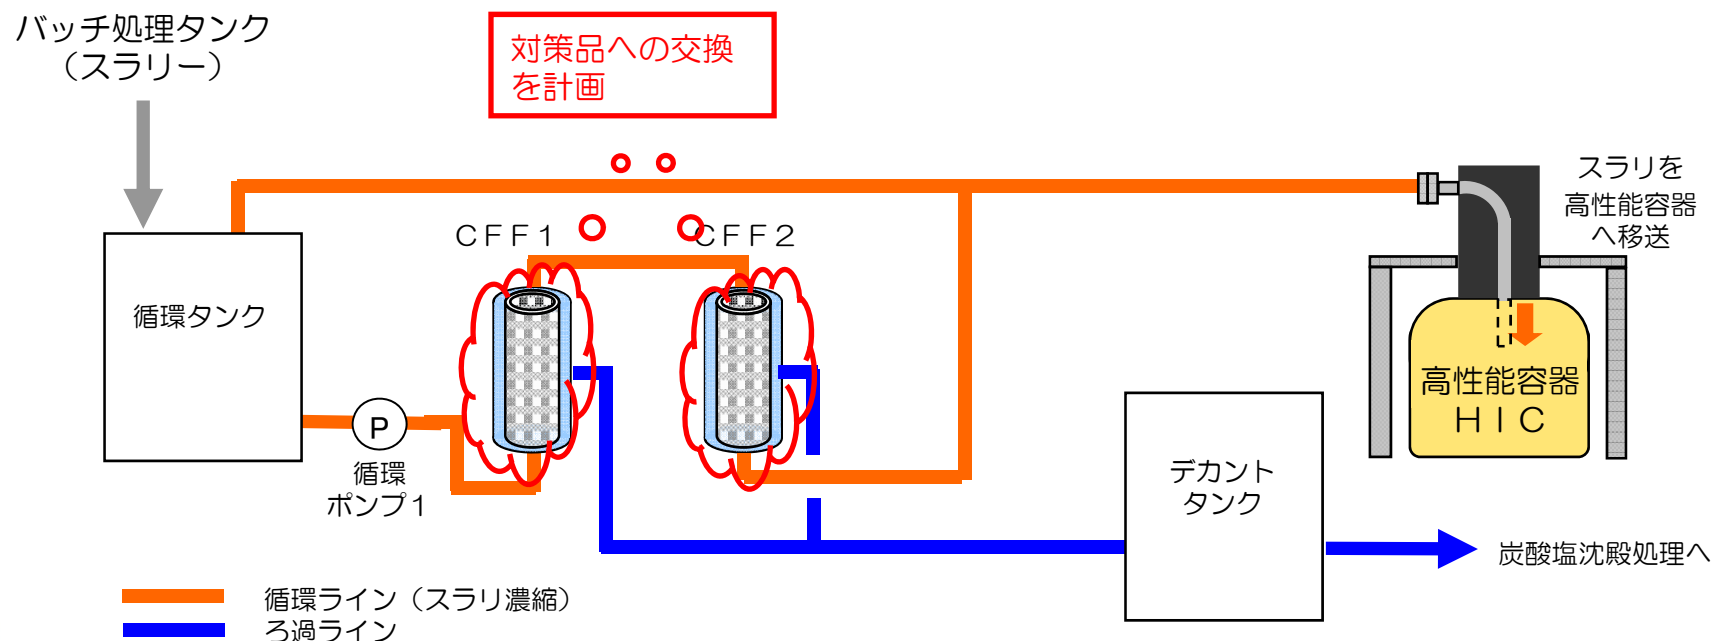 バッチ処理タンク
（スラリー）
対策品への交換
を計画
スラリを
高性能容器
へ移送
ＣＦＦ１
ＣＦＦ２
循環タンク
高性能容器
ＨＩＣ
P
循環
ポンプ１
デカント
タンク
炭酸塩沈殿処理へ
循環ライン（スラリ濃縮）
ろ過ライン